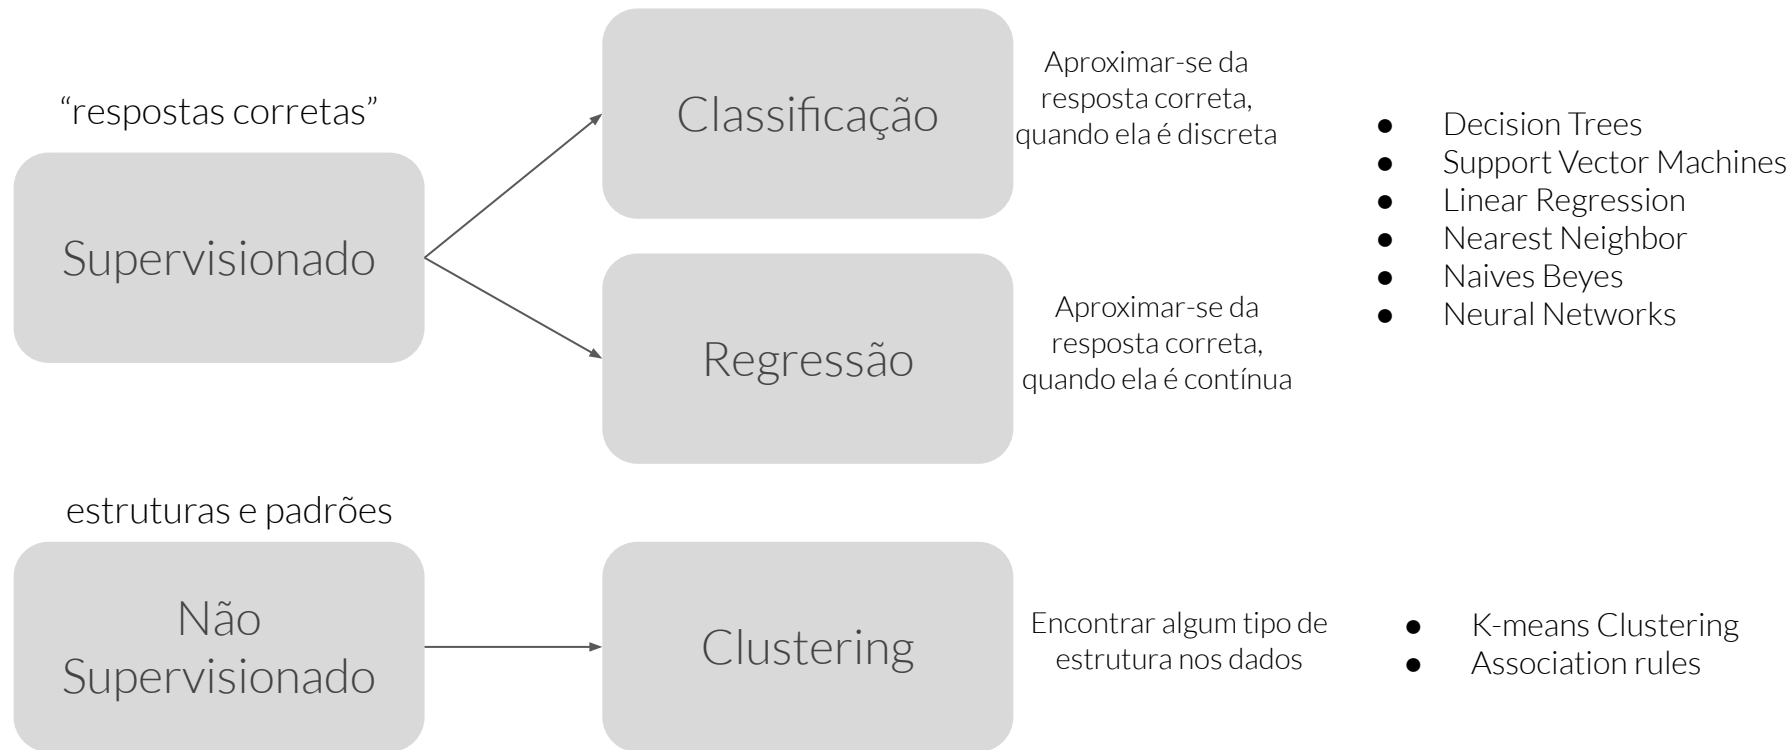 “respostas corretas”
Supervisionado
Classificação
Aproximar-se da
resposta correta,
quando ela é discreta
Regressão
Aproximar-se da
resposta correta,
quando ela é contínua
● Decision Trees
● Support Vector Machines
● Linear Regression
● Nearest Neighbor
● Naives Beyes
● Neural Networks
estruturas e padrões
Não
Supervisionado
Clustering
Encontrar algum tipo de
estrutura nos dados
● K-means Clustering
● Association rules